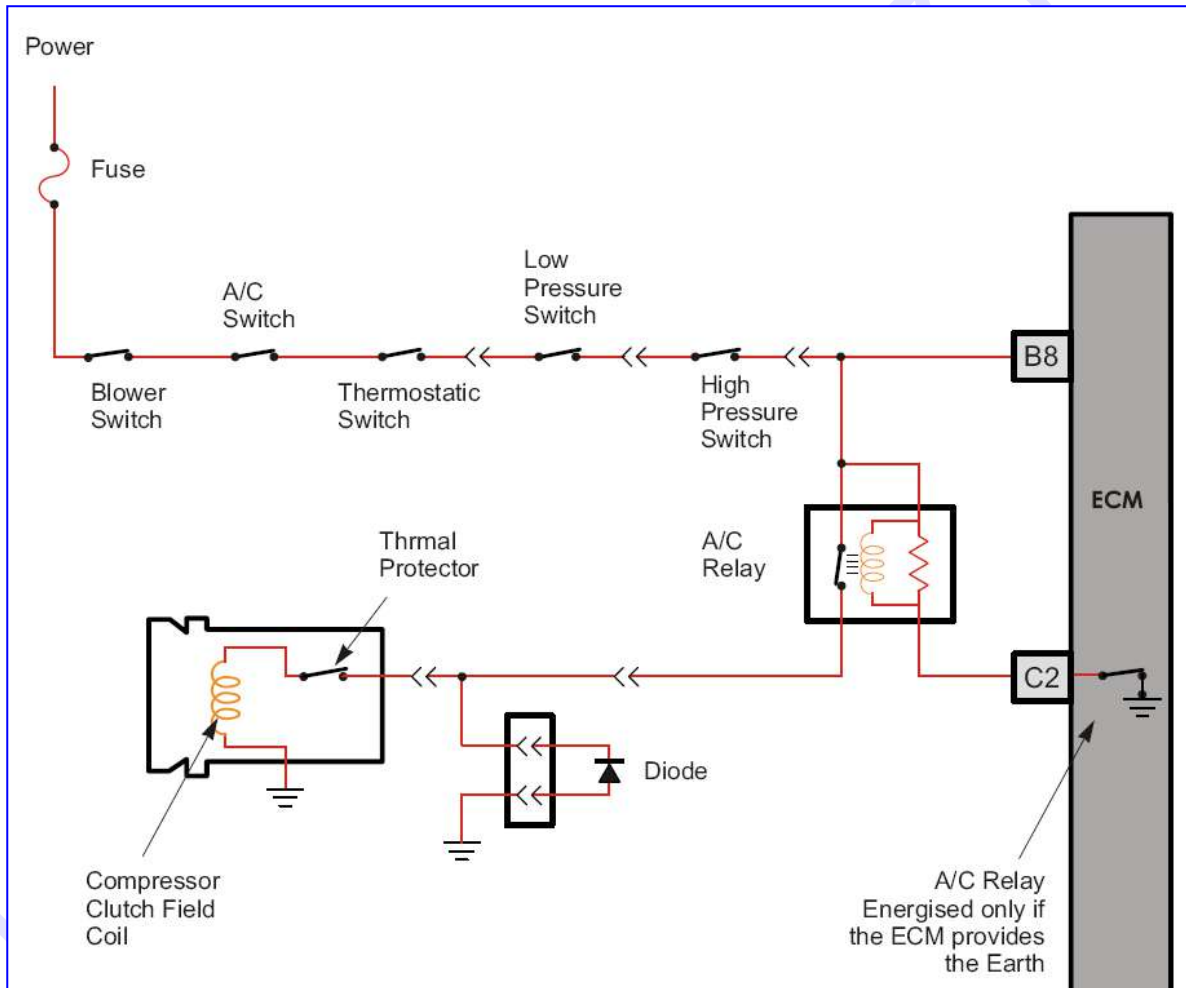 Power
Fuse
A/C
Switch
Low
Pressure
Switch
Blower
Switch
Thermostatic
Switch
High
Pressure
Switch
B8
ECM
A/C
Relay
Thrmal
Protector
C2
Diode
Compressor
Clutch Field
Coil
A/C Relay
Energised only if
the ECM provides
the Earth